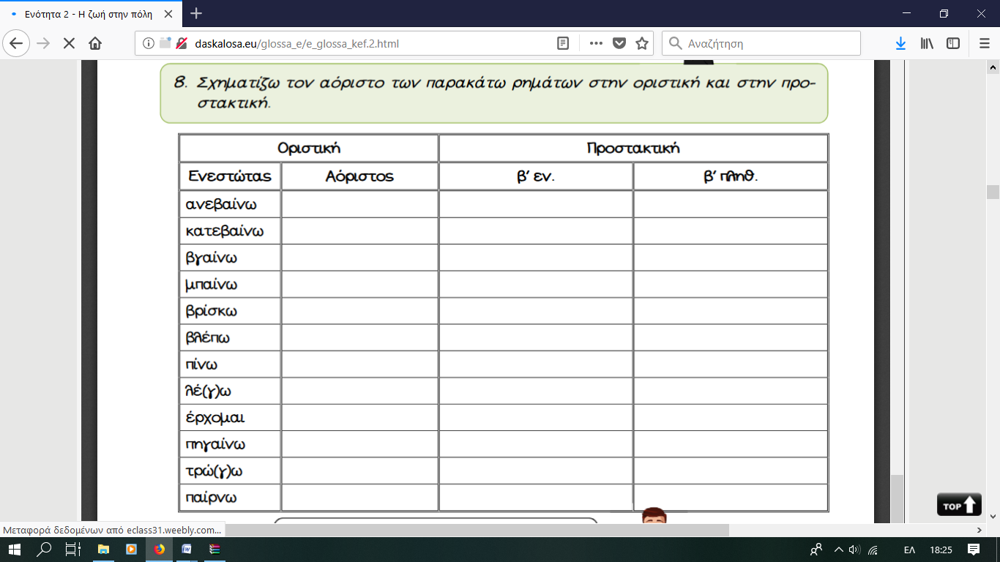 Ενότητα 2 - Η ζωή στην πόλη
daskalosa.eu/glossa_e/e_glossa_kef.2.html
Αναζήτηση
8. Σχηματίζω τον αόριστο των παρακάτω ρημάτων στην οριστική και στην προ-
στακτική.
Οριστική Προστακτική
Ενεστώτας Αόριστος β’ εν. β’ πληθ.
ανεβαίνω
κατεβαίνω
βγαίνω
μπαίνω
βρίσκω
βλέπω
πίνω
λέ(γ)ω
έρχομαι
πηγαίνω
τρώ(γ)ω
παίρνω
TOP
Μεταφορά δεδομένων από eclass31.weebly.com...
ΕΛ 18:25